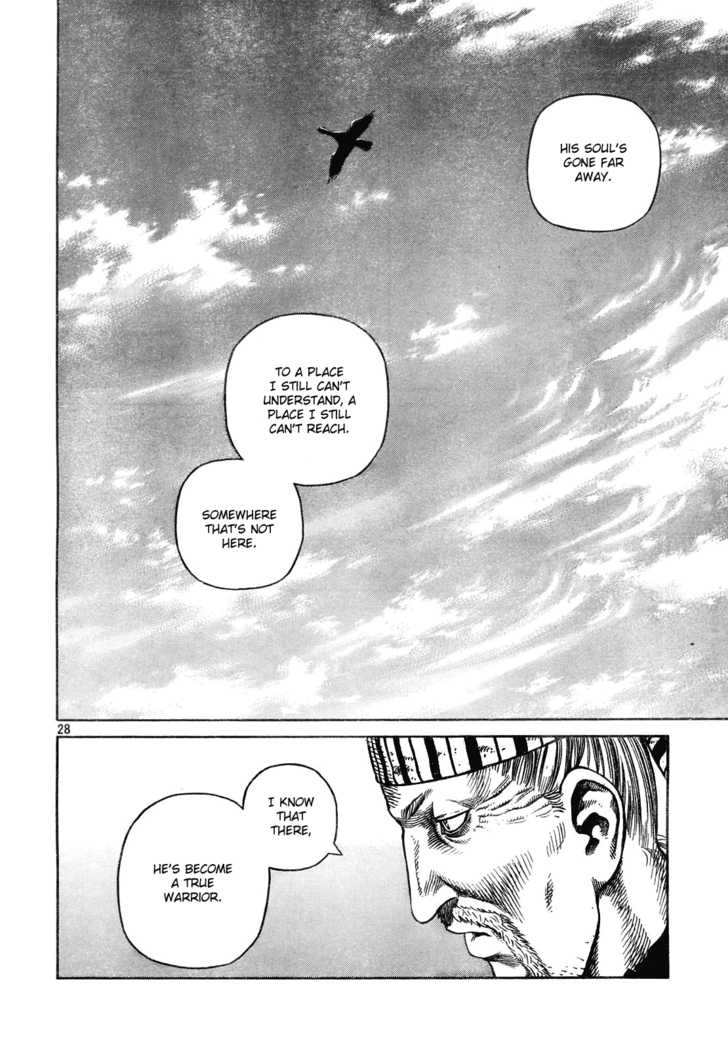 HIS SOUL'S
GONE FAR
AWAY.
TO A PLACE
I STILL CAN'T
UNDERSTAND, A
PLACE I STILL
CAN'T REACH.
SOMEWHERE
THAT'S NOT
HERE.
28
I KNOW
THAT
THERE,
HE'S BECOME
A TRUE
WARRIOR.